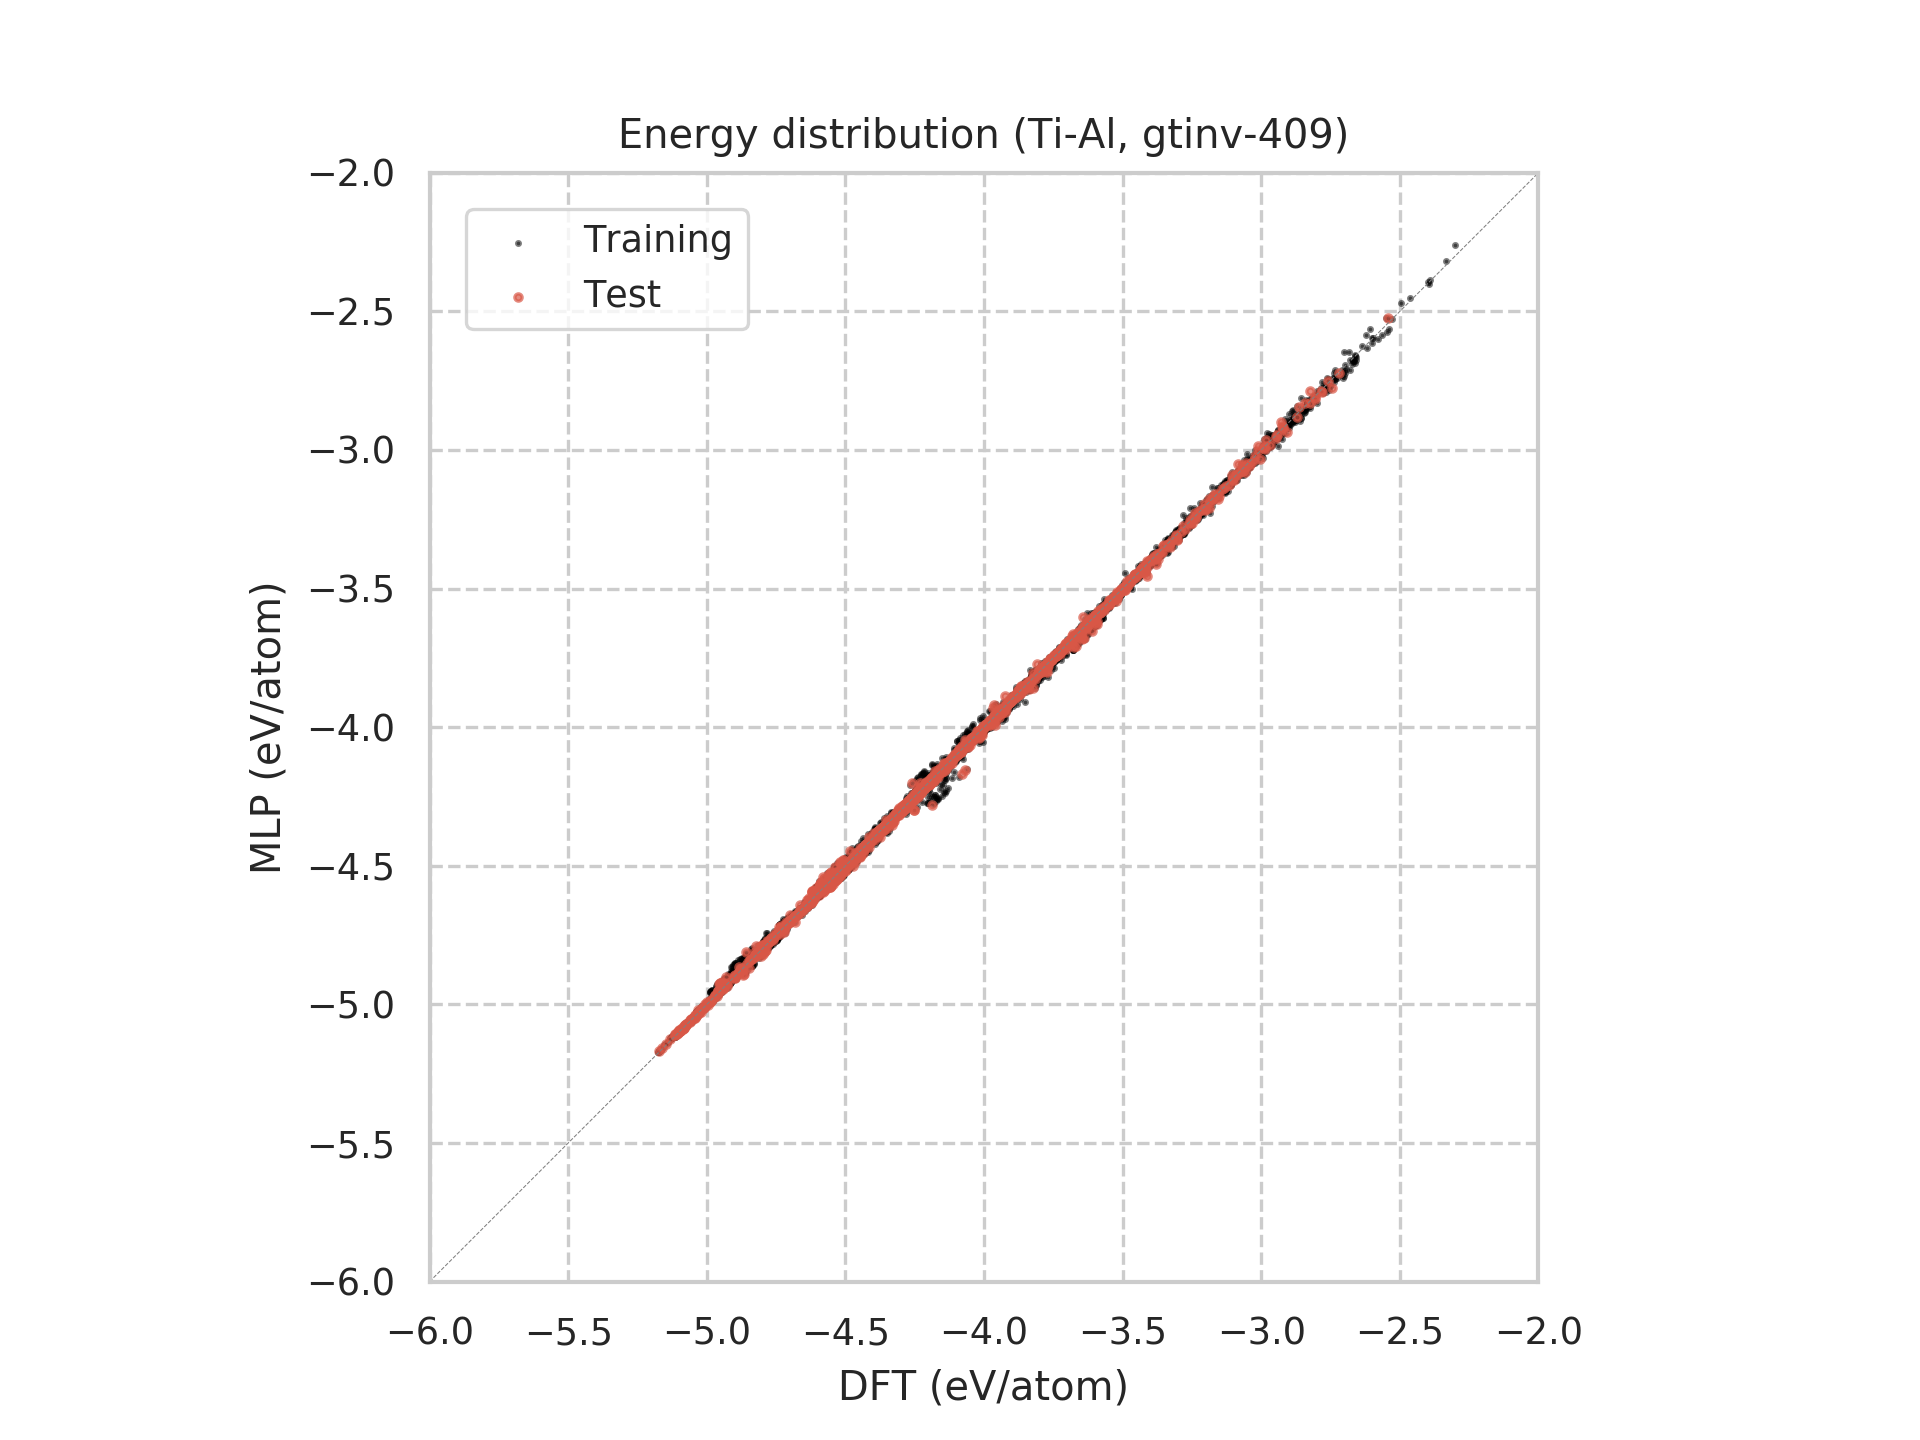 Energy distribution (Ti-Al, gtinv-409)
Training
Test
MLP (eV/atom)
−2.0
−2.5
−3.0
−3.5
−4.0
−4.5
−5.0
−5.5
−6.0
−6.0 −5.5 −5.0 −4.5 −4.0 −3.5 −3.0 −2.5 −2.0
DFT (eV/atom)